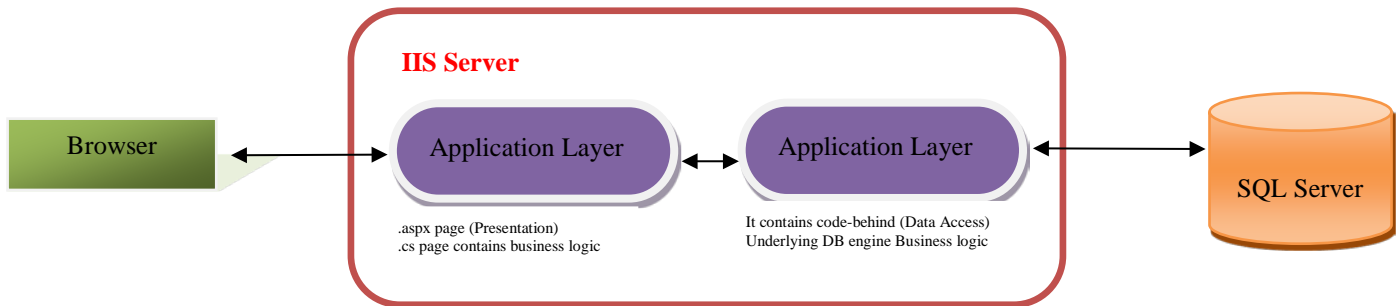 IIS Server
Browser
Application Layer
.aspx page (Presentation)
.cs page contains business logic
Application Layer
It contains code-behind (Data Access)
Underlying DB engine Business logic
SQL Server